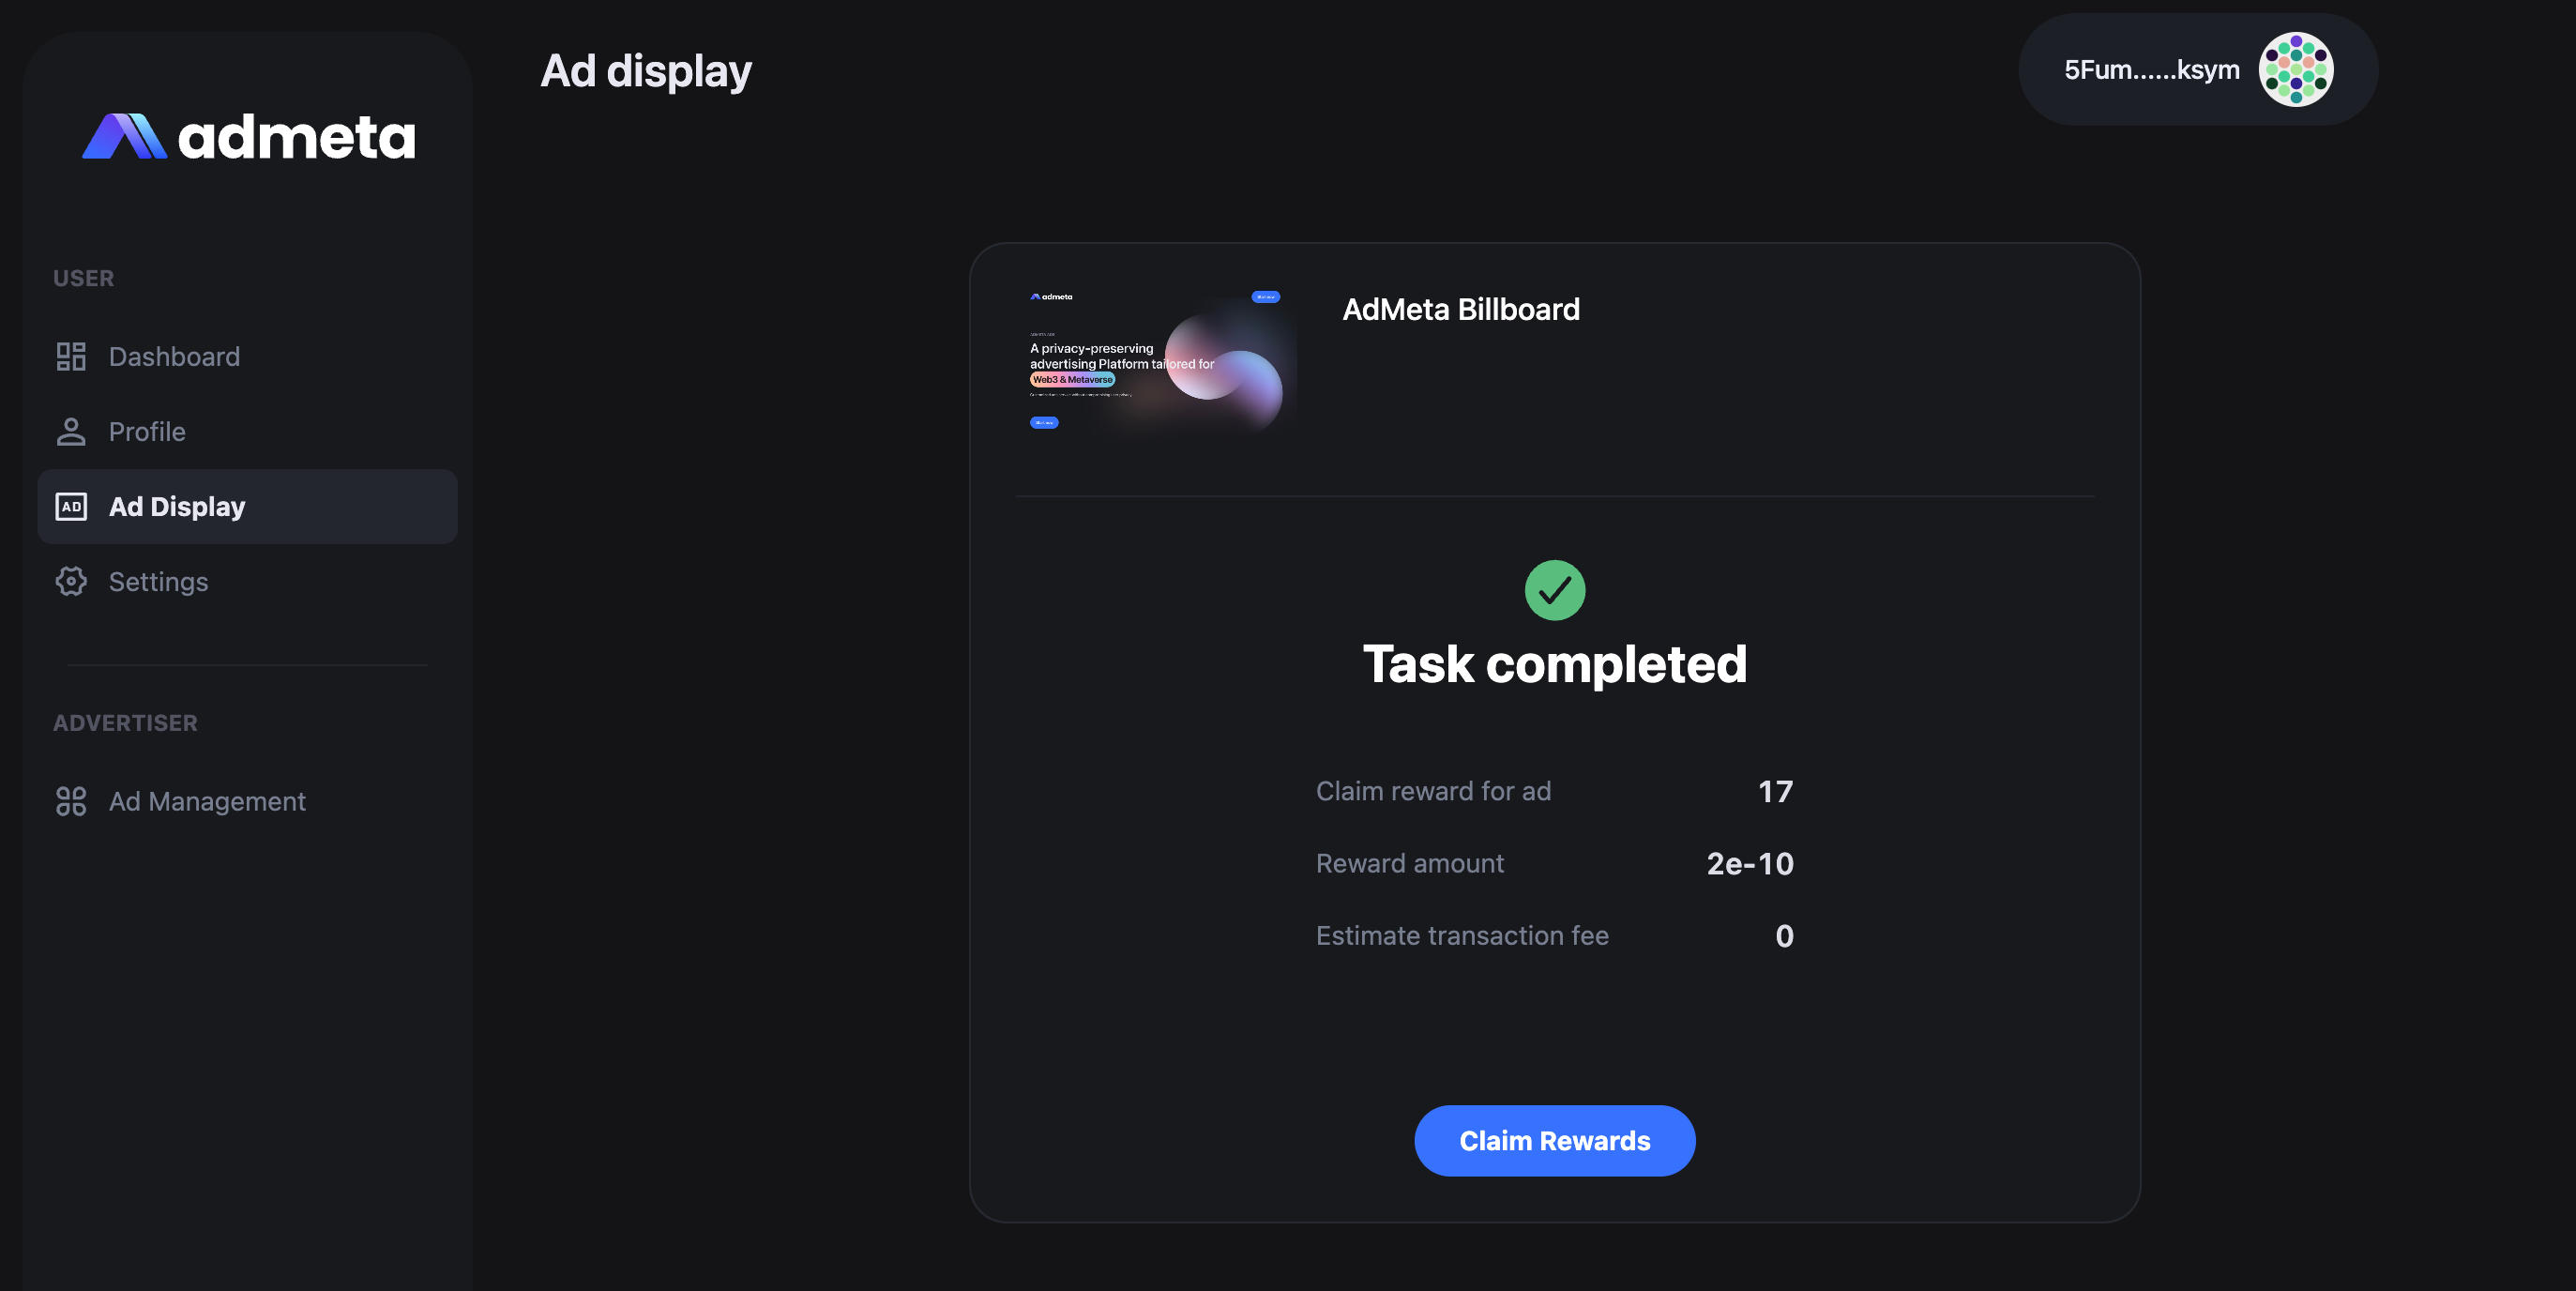 admeta
USER
Dashboard
Profile
AD
Ad Display
Settings
ADVERTISER
Ad Management
Ad display
5Fum......ksym
admeta
A privacy-preserving
advertising Platform tailored for
Web3 & Metaverse
AdMeta Billboard
Task completed
Claim reward for ad
17
Reward amount
2e-10
Estimate transaction fee
0
Claim Rewards